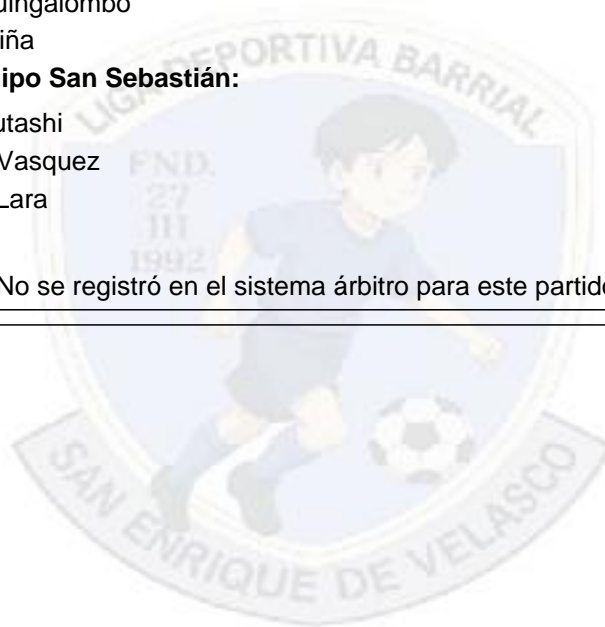 uingalombo
iña
ipo San Sebastián:
utashi
Vasquez
Lara
LIGA DEPORTIVA BARRIAL
FND.
27
III
1992
No se registró en el sistema árbitro para este partido
SAN ENRIQUE DE VELASCO